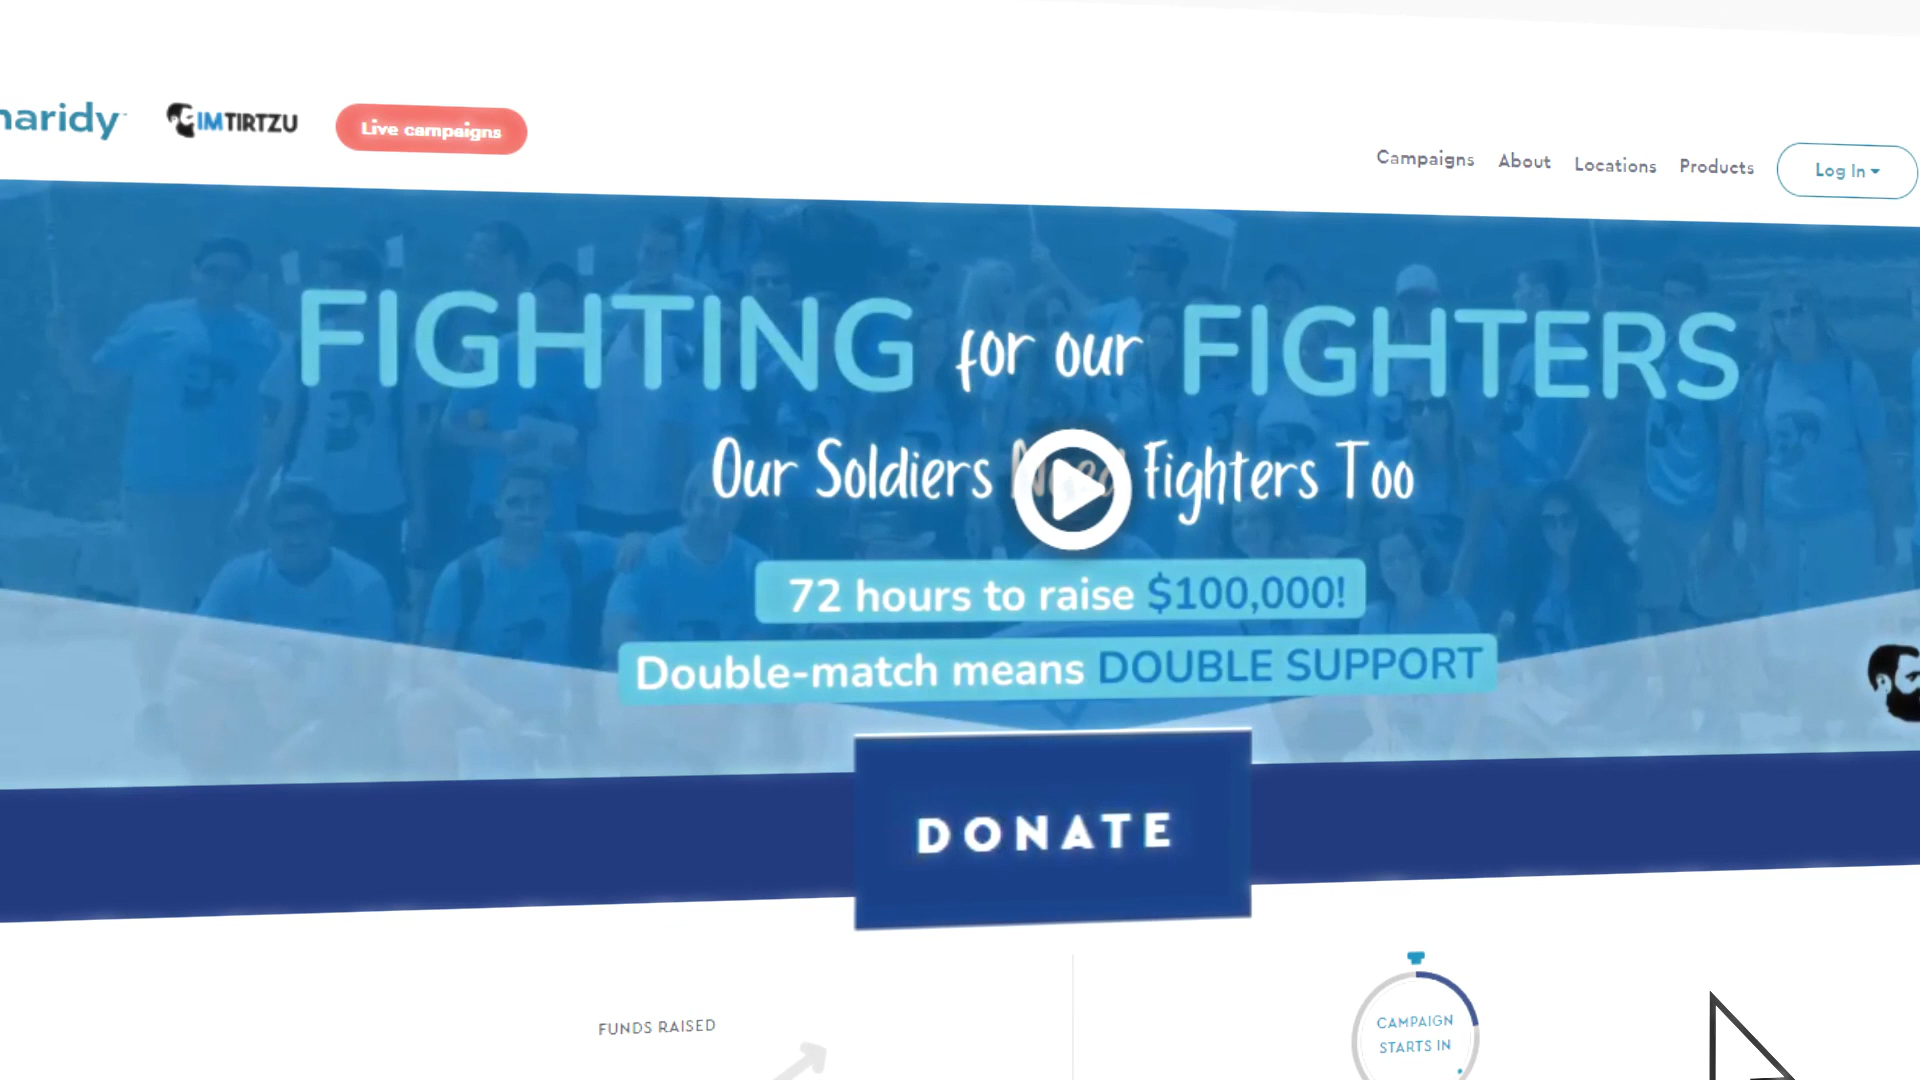 haridy
IMTIRTZU
Live campaigns
Campaigns About Locations Products Log In
FIGHTING for our FIGHTERS
Our Soldiers Need Fighters Too
72 hours to raise $100,000!
Double-match means DOUBLE SUPPORT
DONATE
FUNDS RAISED
CAMPAIGN
STARTS IN